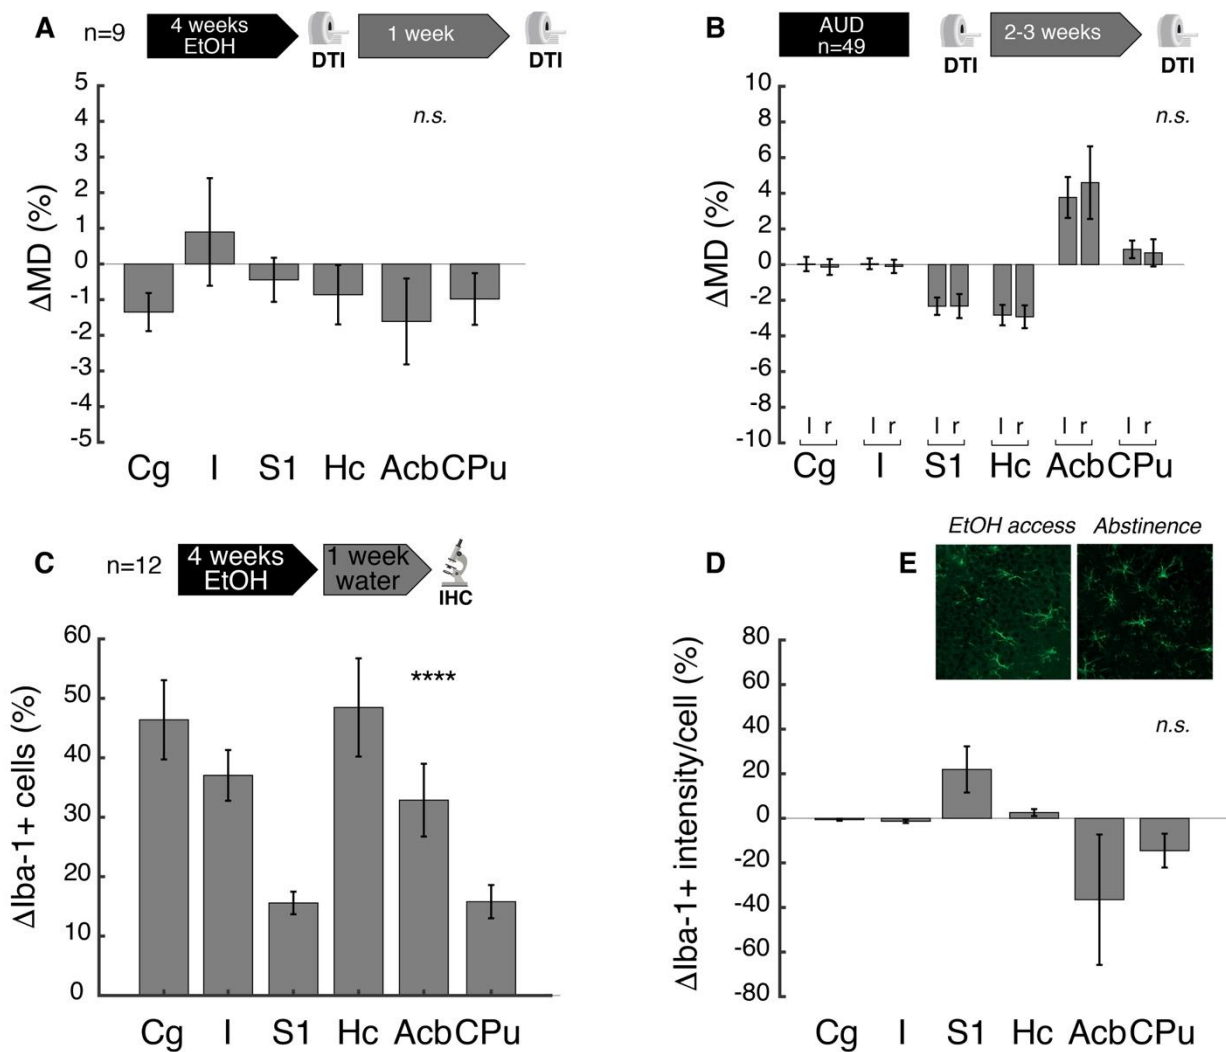 A n=9 4 weeks EtOH DTI 1 week DTI
n.s.
ΔMD (%)
5
4
3
2
1
0
-1
-2
-3
-4
-5
Cg I S1 Hc Acb CPu
B AUD n=49 DTI 2-3 weeks DTI
n.s.
ΔMD (%)
10
8
6
4
2
0
-2
-4
-6
-8
-10
l r l r l r l r l r l r
Cg I S1 Hc Acb CPu
C n=12 4 weeks EtOH 1 week water IHC
****
ΔIba-1+ cells (%)
60
50
40
30
20
10
0
Cg I S1 Hc Acb CPu
D
E EtOH access Abstinence
n.s.
ΔIba-1+ intensity/cell (%)
80
60
40
20
0
-20
-40
-60
-80
Cg I S1 Hc Acb CPu